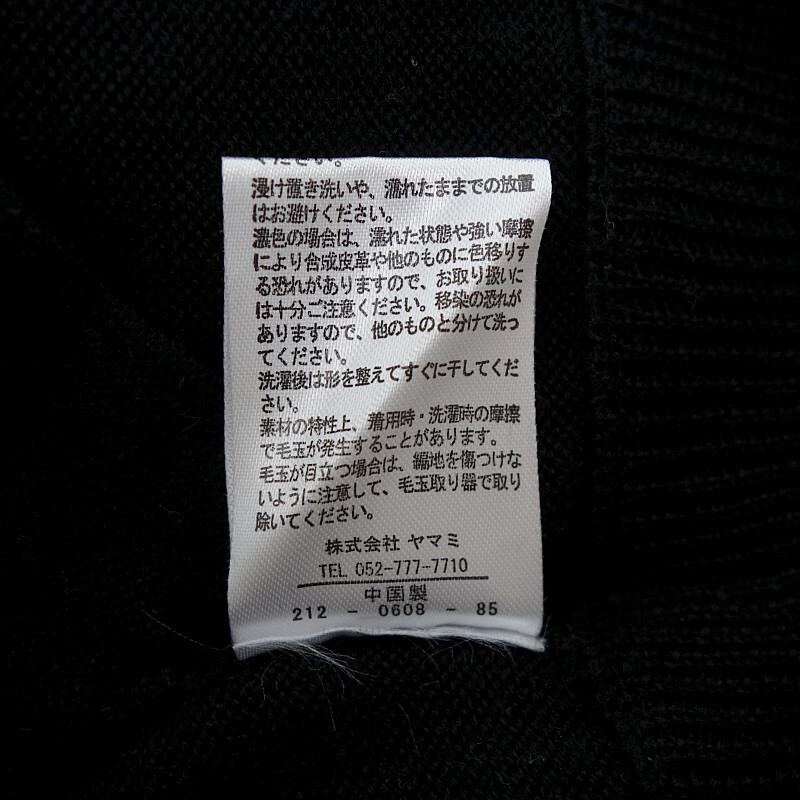 ください。
浸け置き洗いや、濡れたままでの放置
はお避けください。
濃色の場合は、濡れた状態や強い摩擦
により合成皮革や他のものに色移りす
る恐れがありますので、お取り扱いに
は十分ご注意ください。移染の恐れが
ありますので、他のものと分けて洗っ
てください。
洗濯後は形を整えてすぐに干してくだ
さい。
素材の特性上、着用時・洗濯時の摩擦
で毛玉が発生することがあります。
毛玉が目立つ場合は、編地を傷つけな
いように注意して、毛玉取り器で取り
除いてください。
株式会社 ヤマミ
TEL 052-777-7710
中国製
212 - 0608 - 85